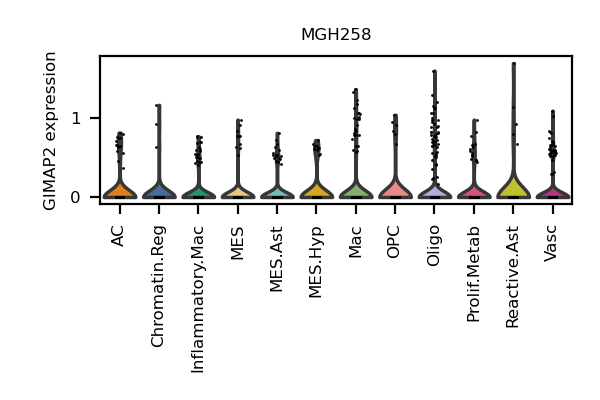 MGH258
GIMAP2 expression
1
0
AC
Chromatin.Reg
Inflammatory.Mac
MES
MES.Ast
MES.Hyp
Mac
OPC
Oligo
Prolif.Metab
Reactive.Ast
Vasc